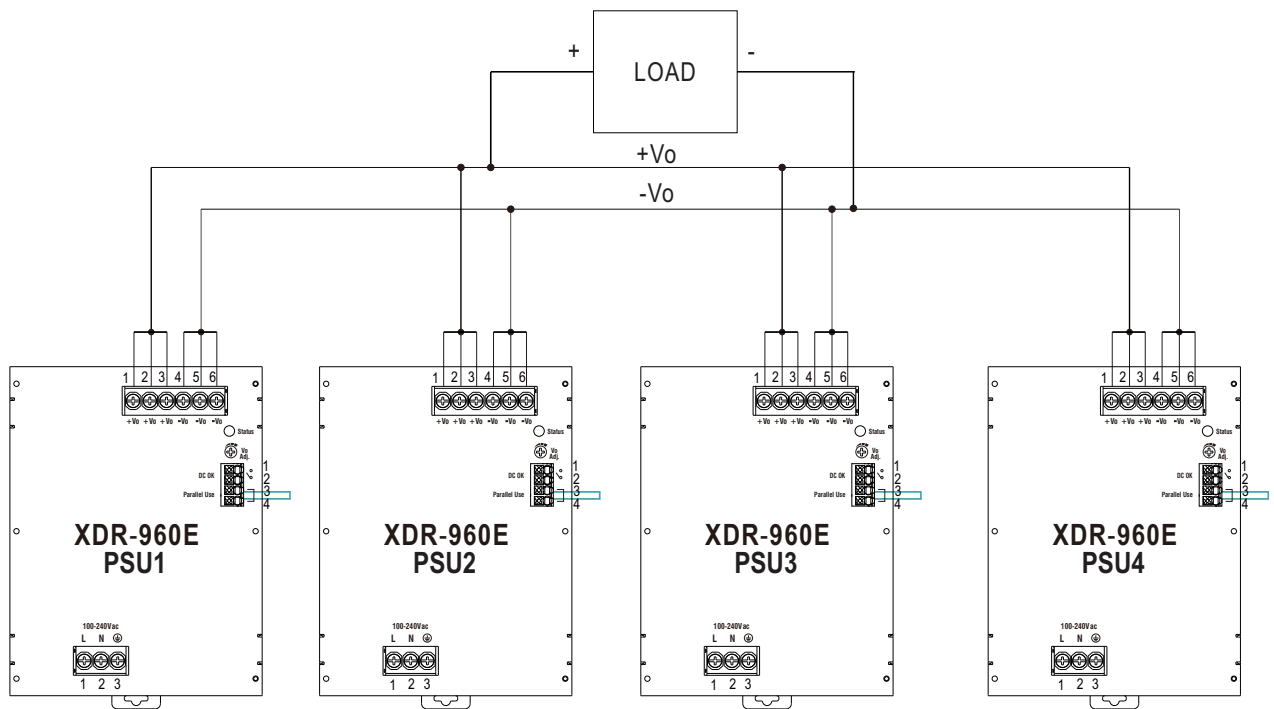 + LOAD -
+Vo
-Vo
1 2 3 4 5 6
+Vo +Vo +Vo -Vo -Vo -Vo
Status
Vo
Adj.
DC OK
Parallel Use
1
2
3
4
XDR-960E
PSU1
100-240Vac
L N
1 2 3
1 2 3 4 5 6
+Vo +Vo +Vo -Vo -Vo -Vo
Status
Vo
Adj.
DC OK
Parallel Use
1
2
3
4
XDR-960E
PSU2
100-240Vac
L N
1 2 3
1 2 3 4 5 6
+Vo +Vo +Vo -Vo -Vo -Vo
Status
Vo
Adj.
DC OK
Parallel Use
1
2
3
4
XDR-960E
PSU3
100-240Vac
L N
1 2 3
1 2 3 4 5 6
+Vo +Vo +Vo -Vo -Vo -Vo
Status
Vo
Adj.
DC OK
Parallel Use
1
2
3
4
XDR-960E
PSU4
100-240Vac
L N
1 2 3